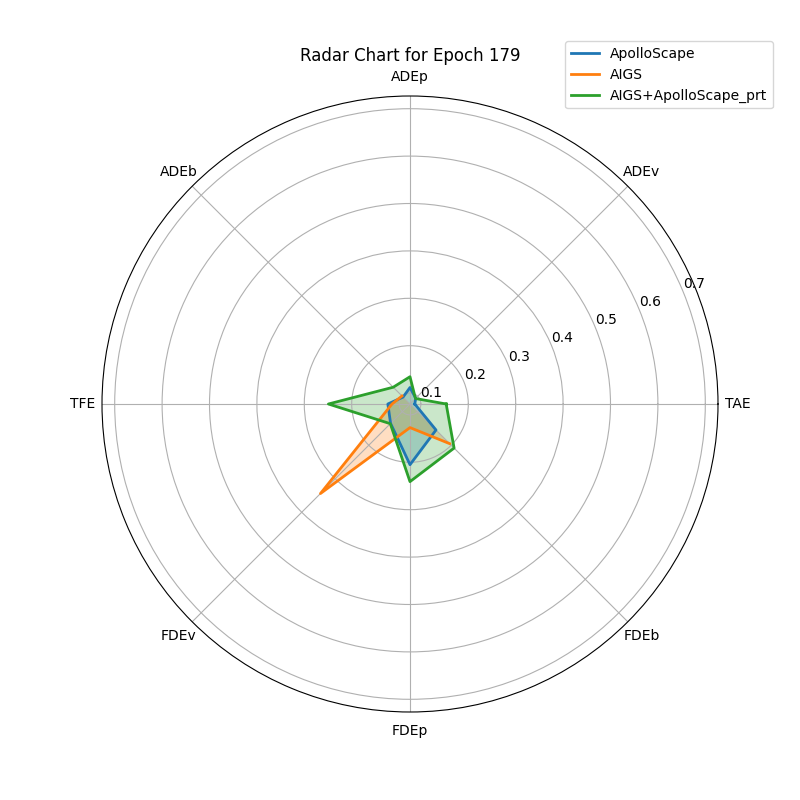 Radar Chart for Epoch 179
ApolloScape
AIGS
AIGS+ApolloScape_prt
ADEp
ADEb
ADEv
0.7
0.6
0.5
0.4
0.3
0.2
0.1
TFE
TAE
FDEv
FDEb
FDEp